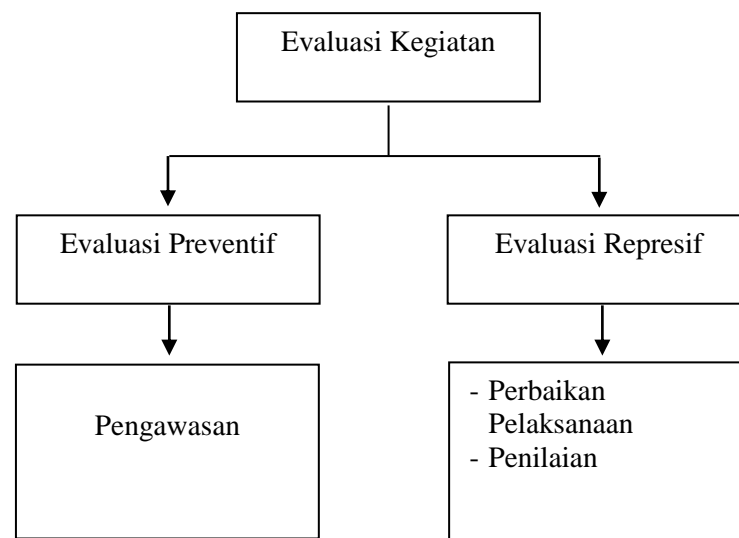 Evaluasi Kegiatan
Evaluasi Preventif
Evaluasi Represif
Pengawasan
- Perbaikan
Pelaksanaan
- Penilaian